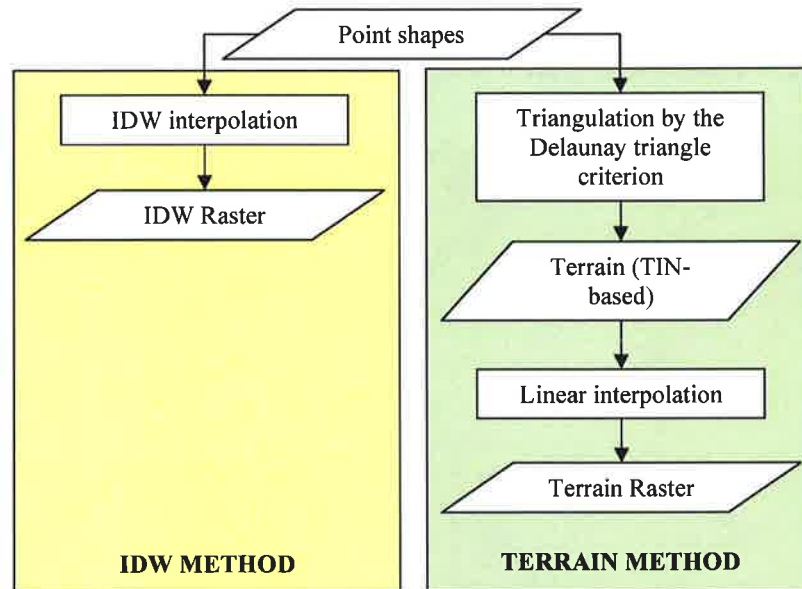 Point shapes
IDW interpolation
IDW Raster
IDW METHOD
Triangulation by the
Delaunay triangle
criterion
Terrain (TIN-
based)
Linear interpolation
Terrain Raster
TERRAIN METHOD